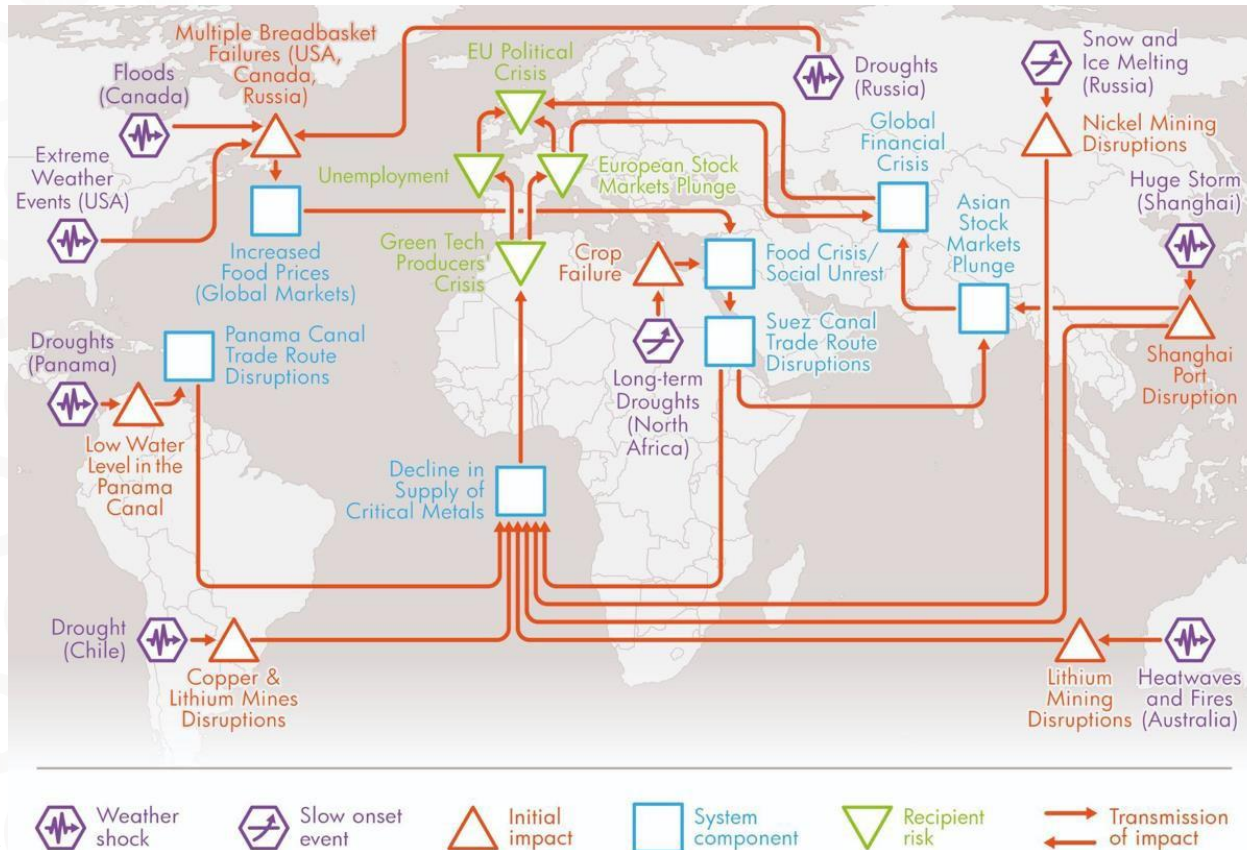 Multiple Breadbasket
Failures (USA,
Canada,
Russia)
Floods
(Canada)
Extreme
Weather
Events (USA)
Increased
Food Prices
(Global Markets)
EU Political
Crisis
Unemployment
European Stock
Markets Plunge
Green Tech
Producers'
Crisis
Droughts
(Russia)
Snow and
Ice Melting
(Russia)
Nickel Mining
Disruptions
Global
Financial
Crisis
Huge Storm
(Shanghai)
Asian
Stock
Markets
Plunge
Crop
Failure
Food Crisis/
Social Unrest
Suez Canal
Trade Route
Disruptions
Long-term
Droughts
(North
Africa)
Shanghai
Port
Disruption
Droughts
(Panama)
Panama Canal
Trade Route
Disruptions
Low Water
Level in the
Panama
Canal
Decline in
Supply of
Critical Metals
Drought
(Chile)
Copper &
Lithium Mines
Disruptions
Lithium
Mining
Disruptions
Heatwaves
and Fires
(Australia)
Weather
shock
Slow onset
event
Initial
impact
System
component
Recipient
risk
Transmission
of impact